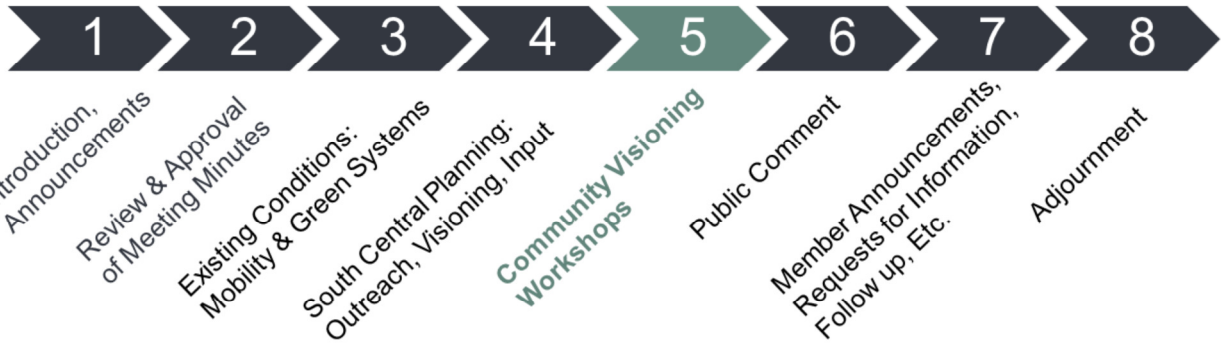 1
2
3
4
5
6
7
8
Announcements
Review & Approval
of Meeting Minutes
Existing Conditions:
Mobility & Green Systems
South Central Planning:
Outreach, Visioning, Input
Community Visioning
Workshops
Public Comment
Member Announcements,
Requests for Information,
Follow up, Etc.
Adjournment